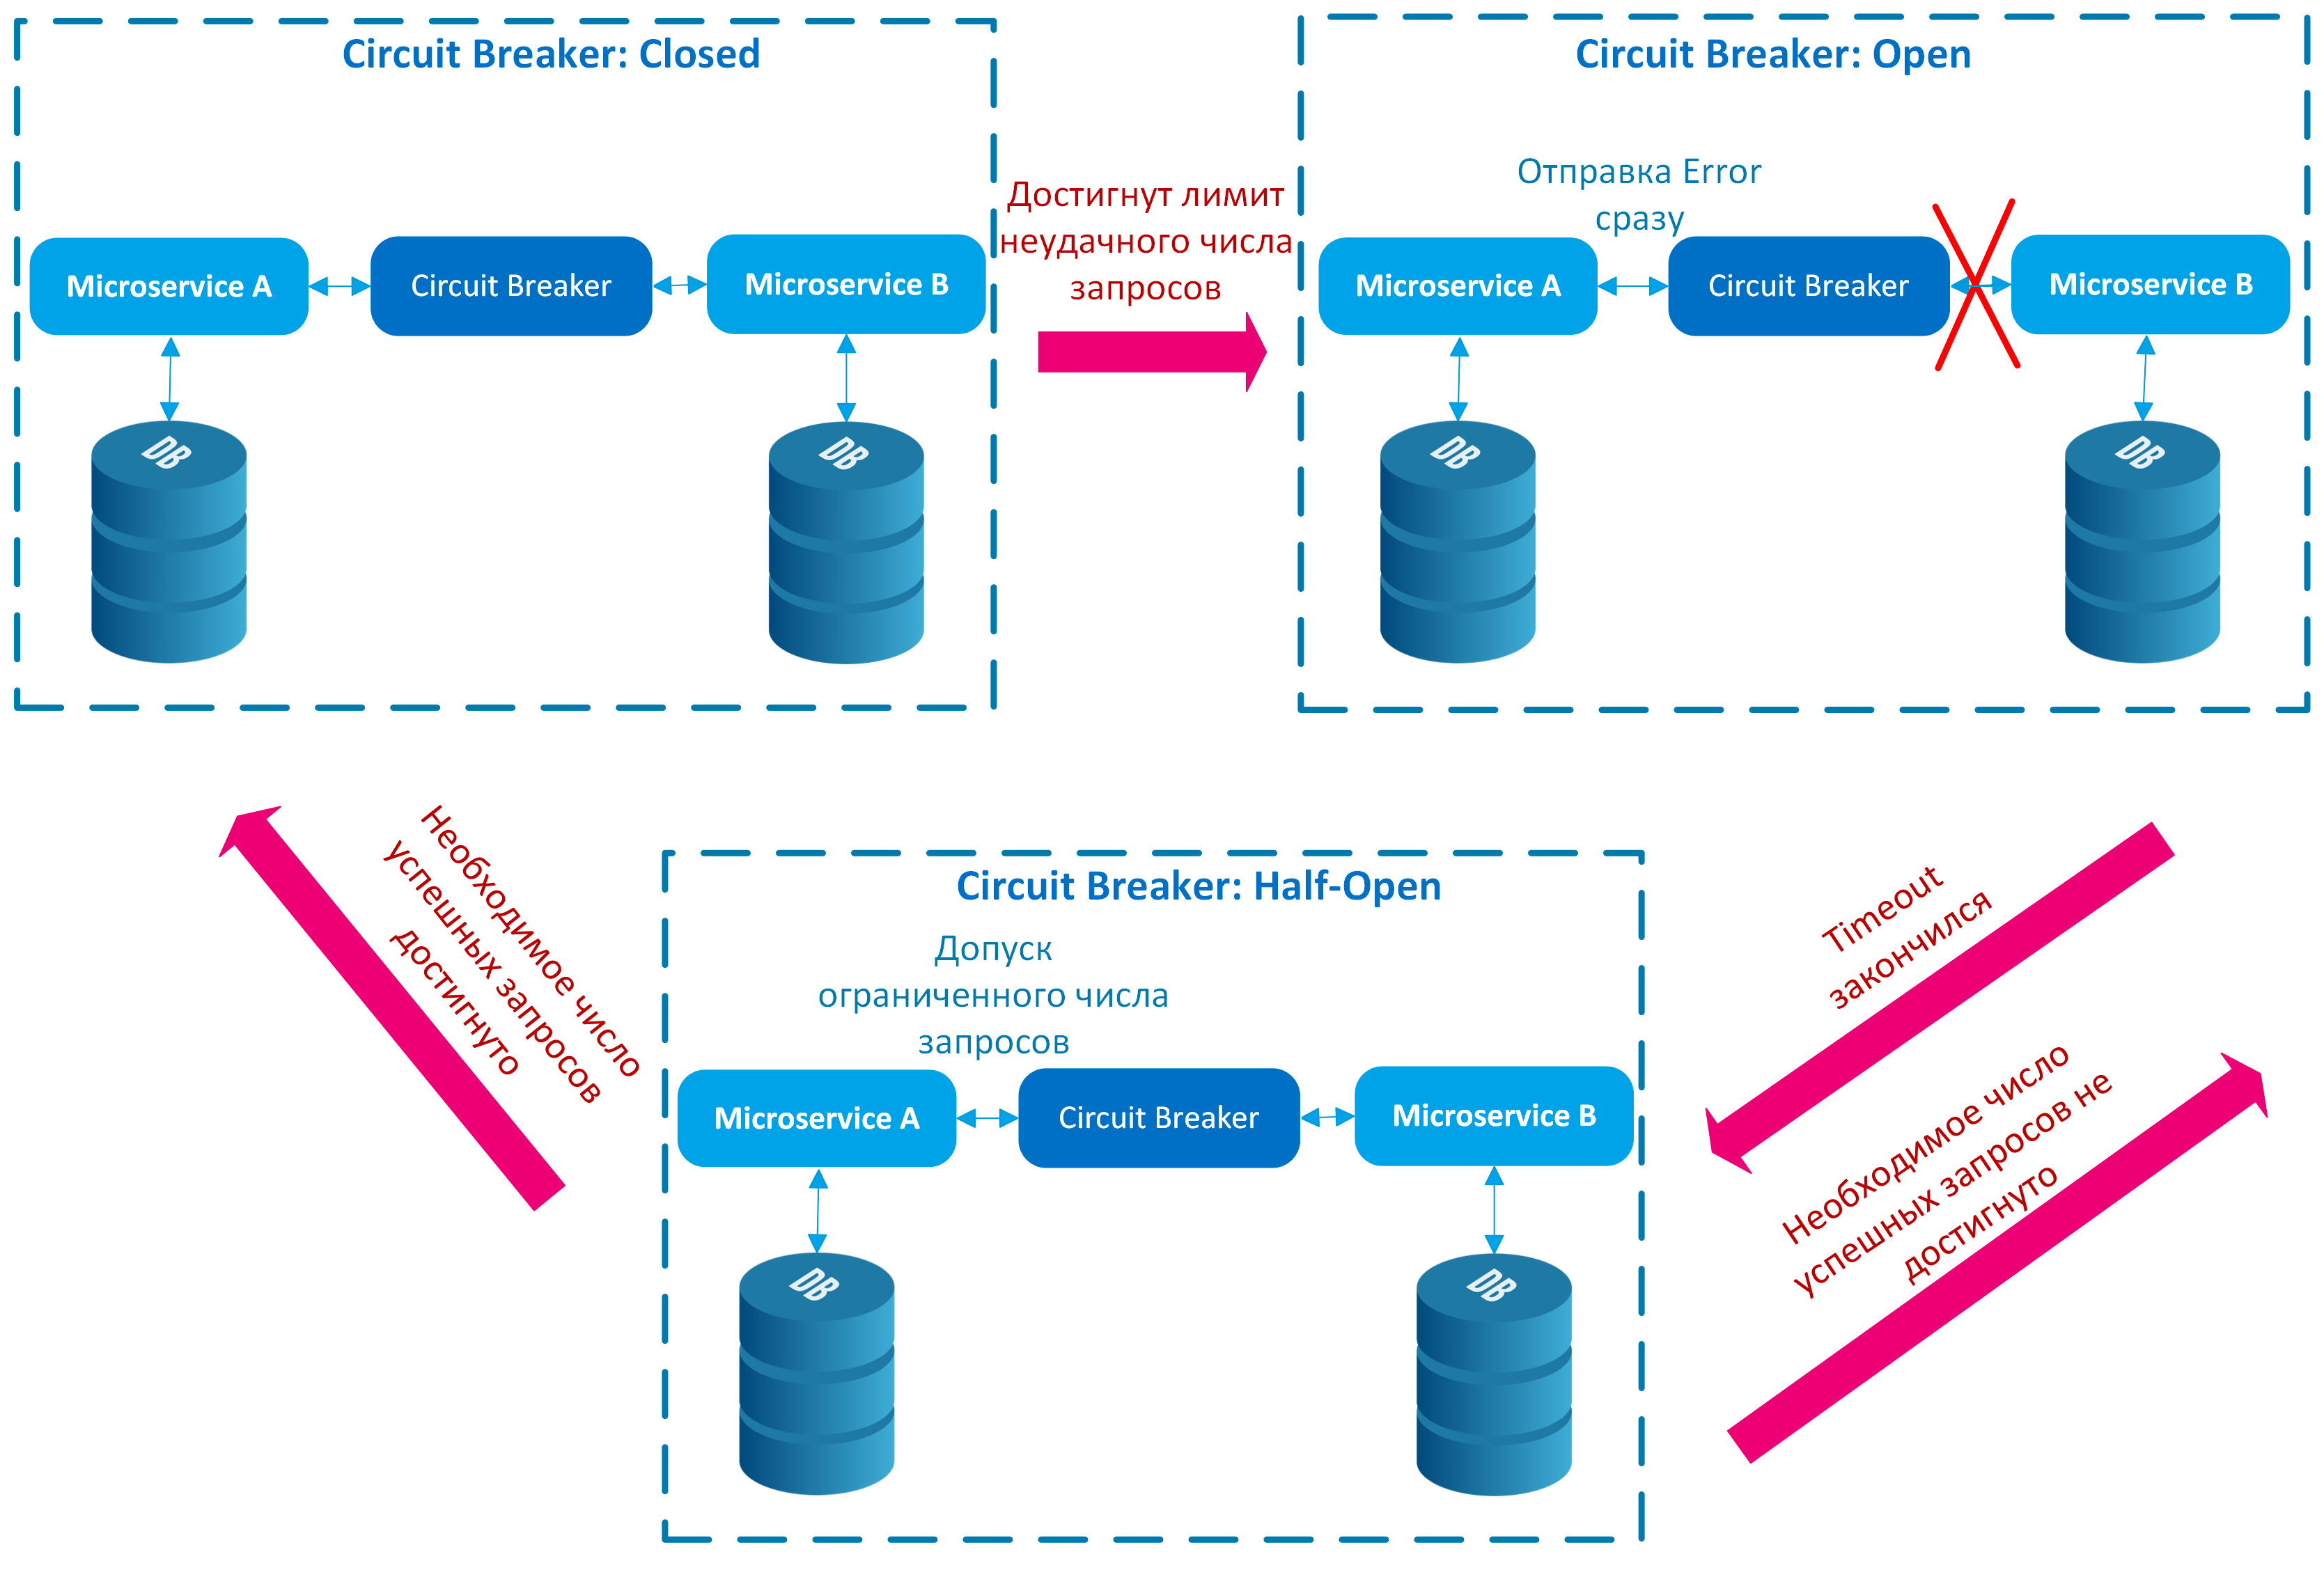 Circuit Breaker: Closed
Microservice A
Circuit Breaker
Microservice B
DB
DB
Достигнут лимит
неудачного числа
запросов
Circuit Breaker: Open
Отправка Error
сразу
Microservice A
Circuit Breaker
Microservice B
DB
DB
Необходимое число
успешных запросов
достигнуто
Circuit Breaker: Half-Open
Допуск
ограниченного числа
запросов
Microservice A
Circuit Breaker
Microservice B
DB
DB
Timeout
закончился
Необходимое число
успешных запросов не
достигнуто